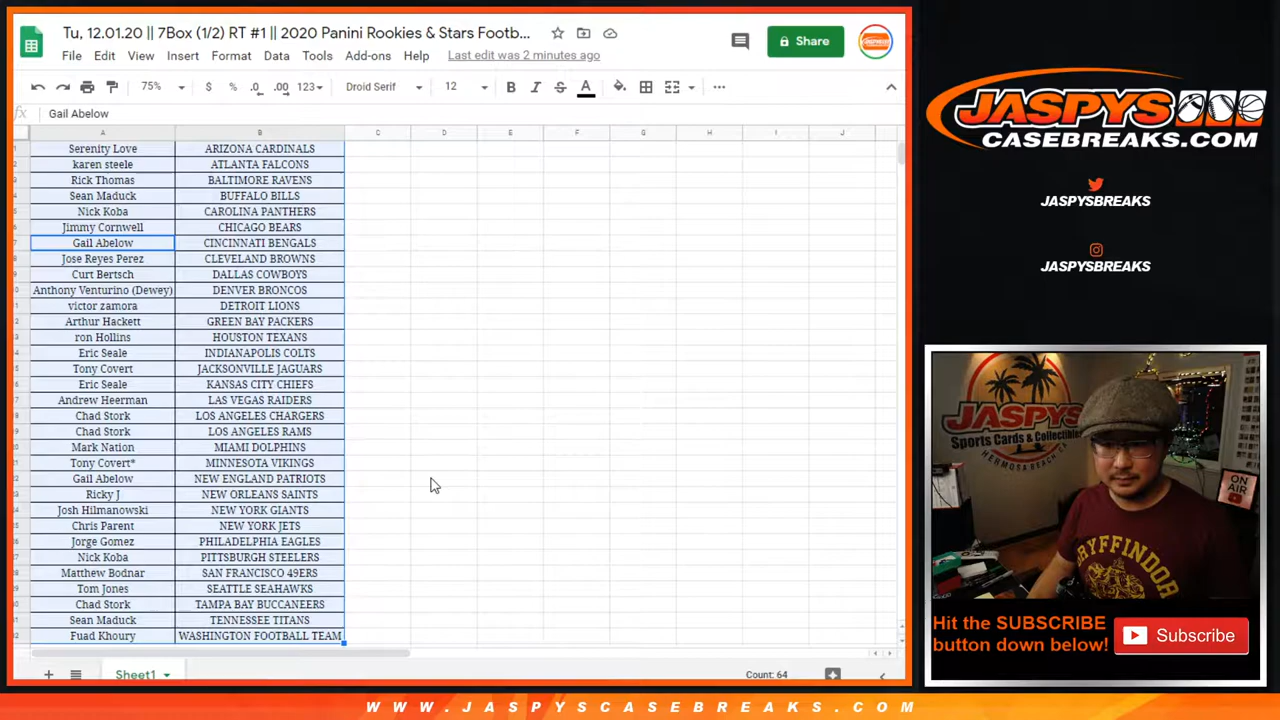 Tu, 12.01.20 || 7Box (1/2) RT #1 || 2020 Panini Rookies & Stars Footb...
File Edit View Insert Format Data Tools Add-ons Help Last edit was 2 minutes ago
Share
75% $ % .0 .00 123 Droid Serif 12 B I S A
fx Gail Abelow
A B C D E F G H I J
Serenity Love ARIZONA CARDINALS
karen steele ATLANTA FALCONS
Rick Thomas BALTIMORE RAVENS
Sean Maduck BUFFALO BILLS
Nick Koba CAROLINA PANTHERS
Jimmy Cornwell CHICAGO BEARS
Gail Abelow CINCINNATI BENGALS
Jose Reyes Perez CLEVELAND BROWNS
Curt Bertsch DALLAS COWBOYS
Anthony Venturino (Dewey) DENVER BRONCOS
victor zamora DETROIT LIONS
Arthur Hackett GREEN BAY PACKERS
ron Hollins HOUSTON TEXANS
Eric Seale INDIANAPOLIS COLTS
Tony Covert JACKSONVILLE JAGUARS
Eric Seale KANSAS CITY CHIEFS
Andrew Heerman LAS VEGAS RAIDERS
Chad Stork LOS ANGELES CHARGERS
Chad Stork LOS ANGELES RAMS
Mark Nation MIAMI DOLPHINS
Tony Covert* MINNESOTA VIKINGS
Gail Abelow NEW ENGLAND PATRIOTS
Ricky J NEW ORLEANS SAINTS
Josh Hilmanowski NEW YORK GIANTS
Chris Parent NEW YORK JETS
Jorge Gomez PHILADELPHIA EAGLES
Nick Koba PITTSBURGH STEELERS
Matthew Bodnar SAN FRANCISCO 49ERS
Tom Jones SEATTLE SEAHAWKS
Chad Stork TAMPA BAY BUCCANEERS
Sean Maduck TENNESSEE TITANS
Fuad Khoury WASHINGTON FOOTBALL TEAM
Sheet1 Count: 64
JASPYS
CASEBREAKS.COM
JASPYSBREAKS
JASPYSBREAKS
JASPYS
Sports Cards & Collectibles
HERMOSA BEACH
ON AIR
GRYFFINDOR
Hit the SUBSCRIBE
button down below!
Subscribe
WWW.JASPYSCASEBREAKS.COM